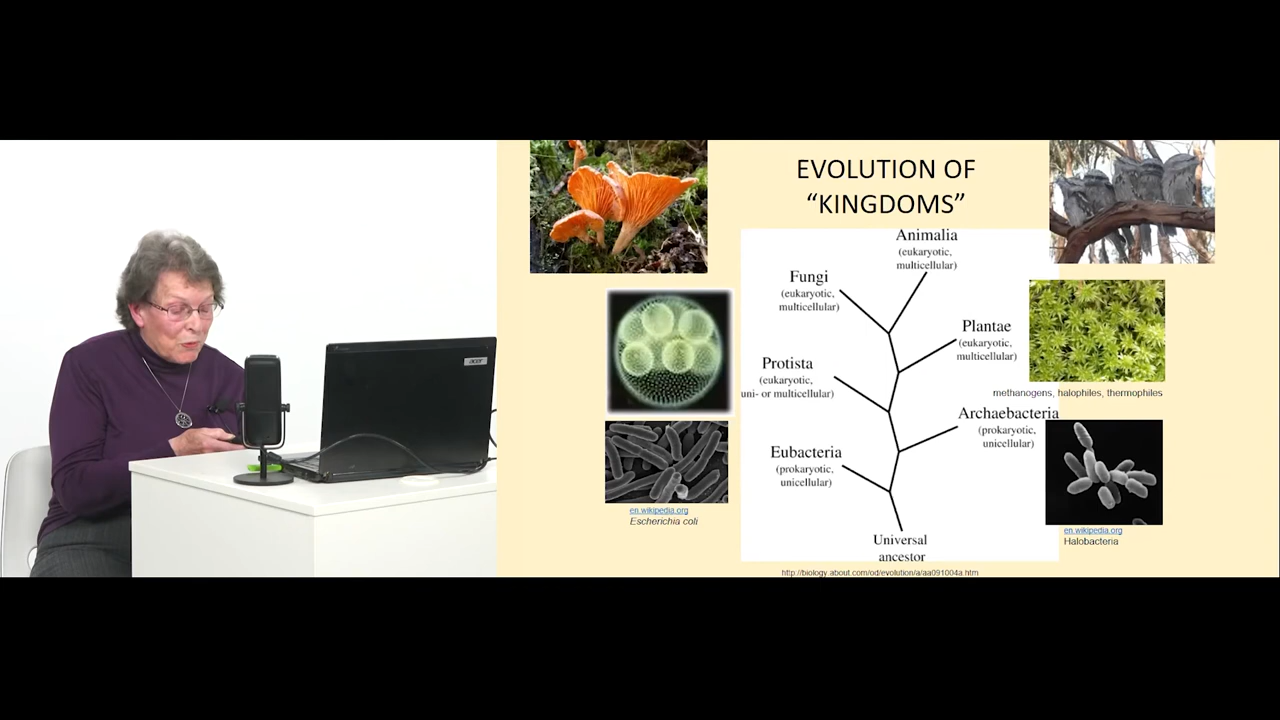 EVOLUTION OF
“KINGDOMS”
Animalia
(eukaryotic,
multicellular)
Fungi
(eukaryotic,
multicellular)
Plantae
(eukaryotic,
multicellular)
Protista
(eukaryotic,
uni- or multicellular)
methanogens, halophiles, thermophiles
Archaebacteria
(prokaryotic,
unicellular)
Eubacteria
(prokaryotic,
unicellular)
en.wikipedia.org
Escherichia coli
en.wikipedia.org
Halobacteria
Universal
ancestor
http://biology.about.com/od/evolution/a/aa091004a.htm
acer